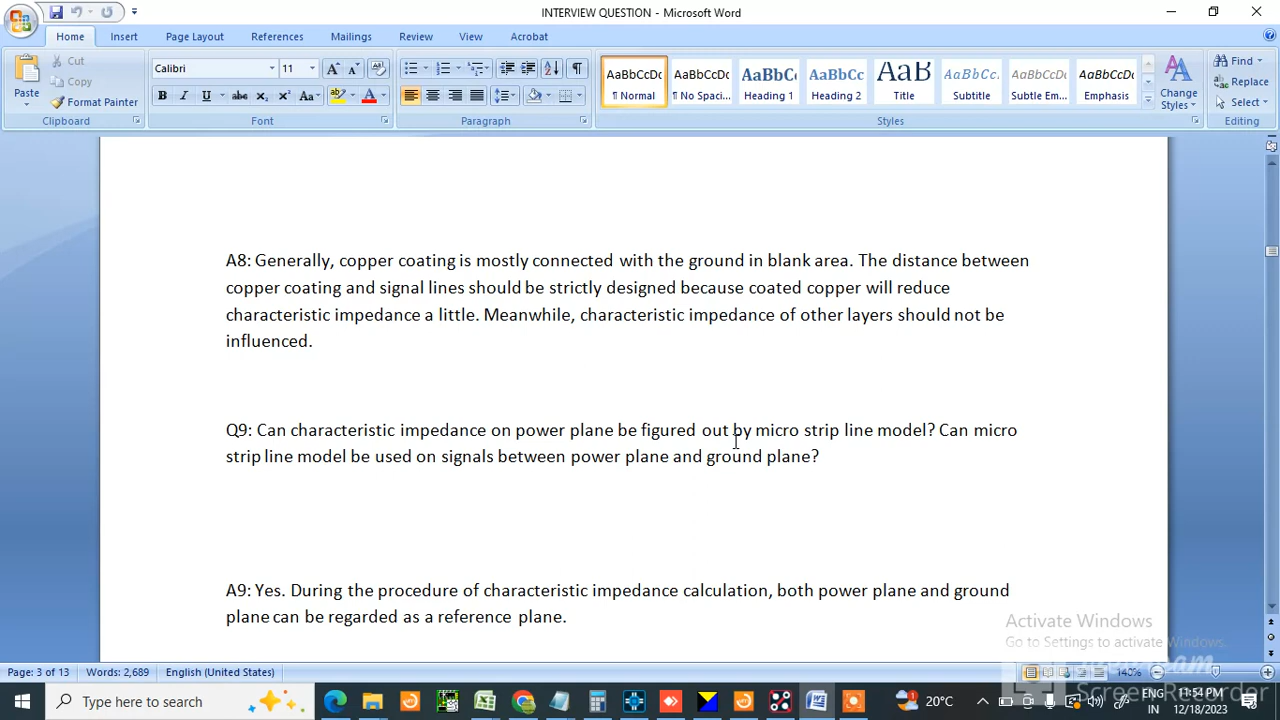 INTERVIEW QUESTION - Microsoft Word
Home Insert Page Layout References Mailings Review View Acrobat
Paste
Cut
Copy
Format Painter
Clipboard
Calibri 11
Font
Paragraph
AaBbCcDc AaBbCcDc AaBbCc AaBbCc AaB AaBbCc. AaBbCcDc AaBbCcDc
¶ Normal ¶ No Spaci... Heading 1 Heading 2 Title Subtitle Subtle Em... Emphasis
Change Styles
Styles
Find
Replace
Select
Editing
A8: Generally, copper coating is mostly connected with the ground in blank area. The distance between
copper coating and signal lines should be strictly designed because coated copper will reduce
characteristic impedance a little. Meanwhile, characteristic impedance of other layers should not be
influenced.
Q9: Can characteristic impedance on power plane be figured out by micro strip line model? Can micro
strip line model be used on signals between power plane and ground plane?
A9: Yes. During the procedure of characteristic impedance calculation, both power plane and ground
plane can be regarded as a reference plane.
Activate Windows
Go to Settings to activate Windows.
Page: 3 of 13 Words: 2,689 English (United States) 140%
Screen Recorder
Type here to search
20°C
ENG
IN
11:54 PM
12/18/2023